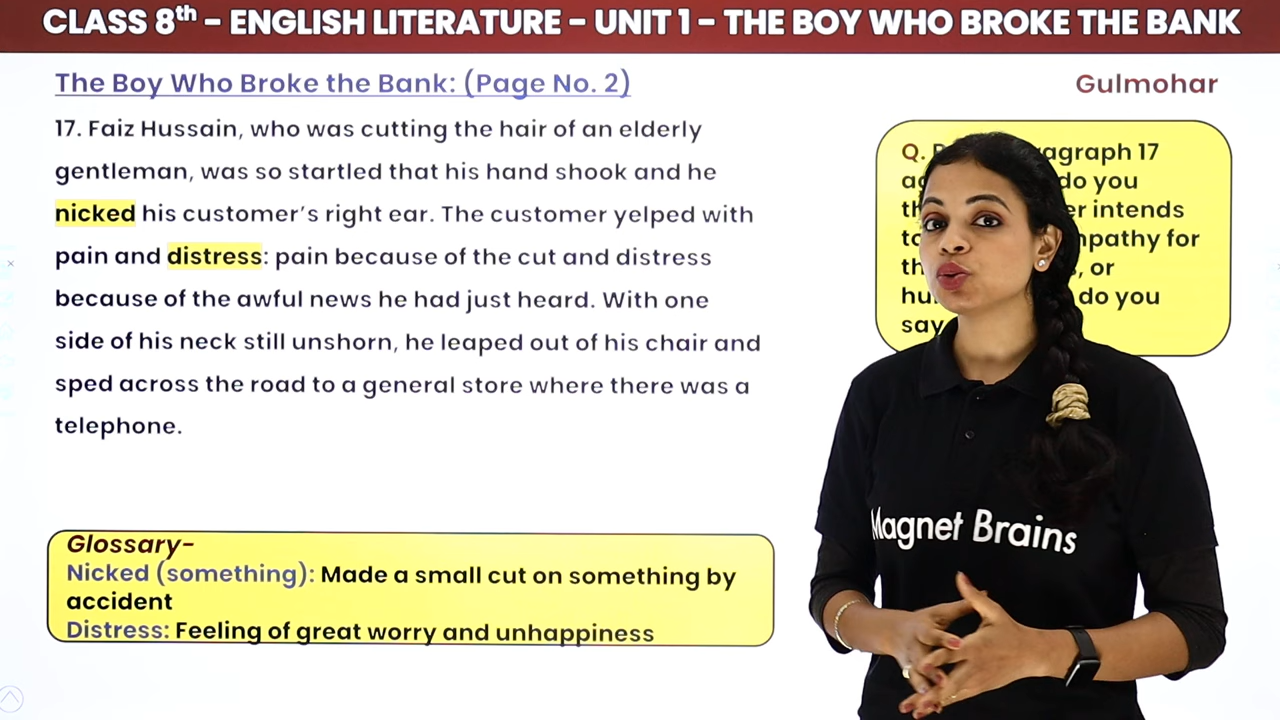 CLASS 8th - ENGLISH LITERATURE - UNIT 1 - THE BOY WHO BROKE THE BANK
The Boy Who Broke the Bank: (Page No. 2)
Gulmohar
17. Faiz Hussain, who was cutting the hair of an elderly
gentleman, was so startled that his hand shook and he
nicked his customer's right ear. The customer yelped with
pain and distress: pain because of the cut and distress
because of the awful news he had just heard. With one
side of his neck still unshorn, he leaped out of his chair and
sped across the road to a general store where there was a
telephone.
Q. 17
do you
intends
for
or
do you
say
Glossary-
Nicked (something): Made a small cut on something by
accident
Distress: Feeling of great worry and unhappiness
Magnet Brains